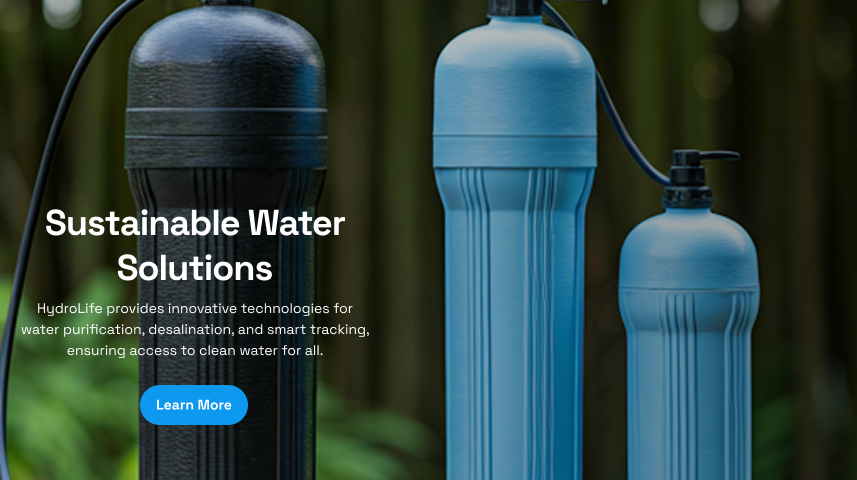 Sustainable Water
Solutions
HydroLife provides innovative technologies for
water purification, desalination, and smart tracking,
ensuring access to clean water for all.
Learn More